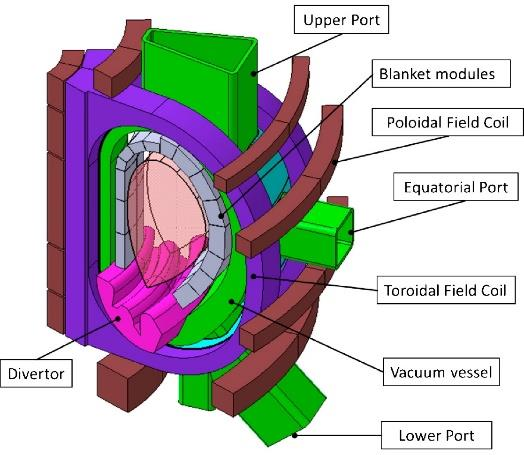 Upper Port
Blanket modules
Poloidal Field Coil
Equatorial Port
Toroidal Field Coil
Divertor
Vacuum vessel
Lower Port